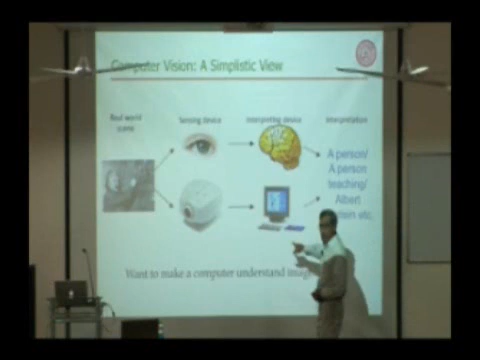 Computer Vision: A Simplistic View
Real world
scene
Sensing device
Interpreting device
Interpretation
A person/
A person
teaching/
Albert
etc.
Want to make a computer understand